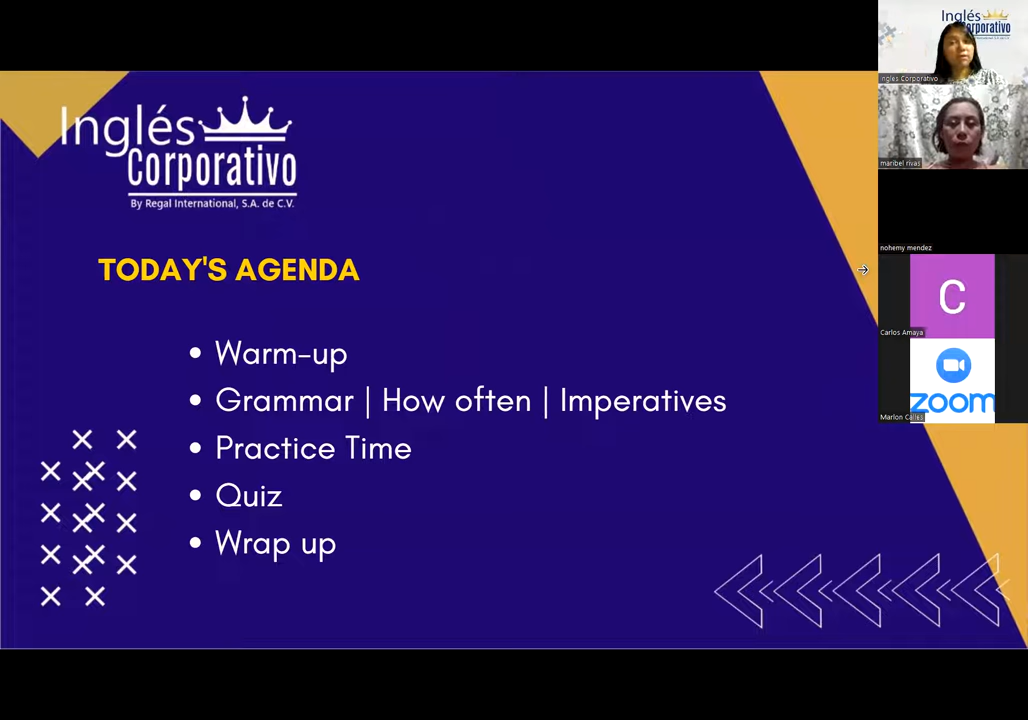 Inglés
Corporativo
By Regal International, S.A. de C.V.
TODAY'S AGENDA
• Warm-up
• Grammar | How often | Imperatives
• Practice Time
• Quiz
• Wrap up
Inglés
Corporativo
Ingles Corporativo
maribel rivas
nohemy mendez
C
Carlos Amaya
zoom
Marlon Calles